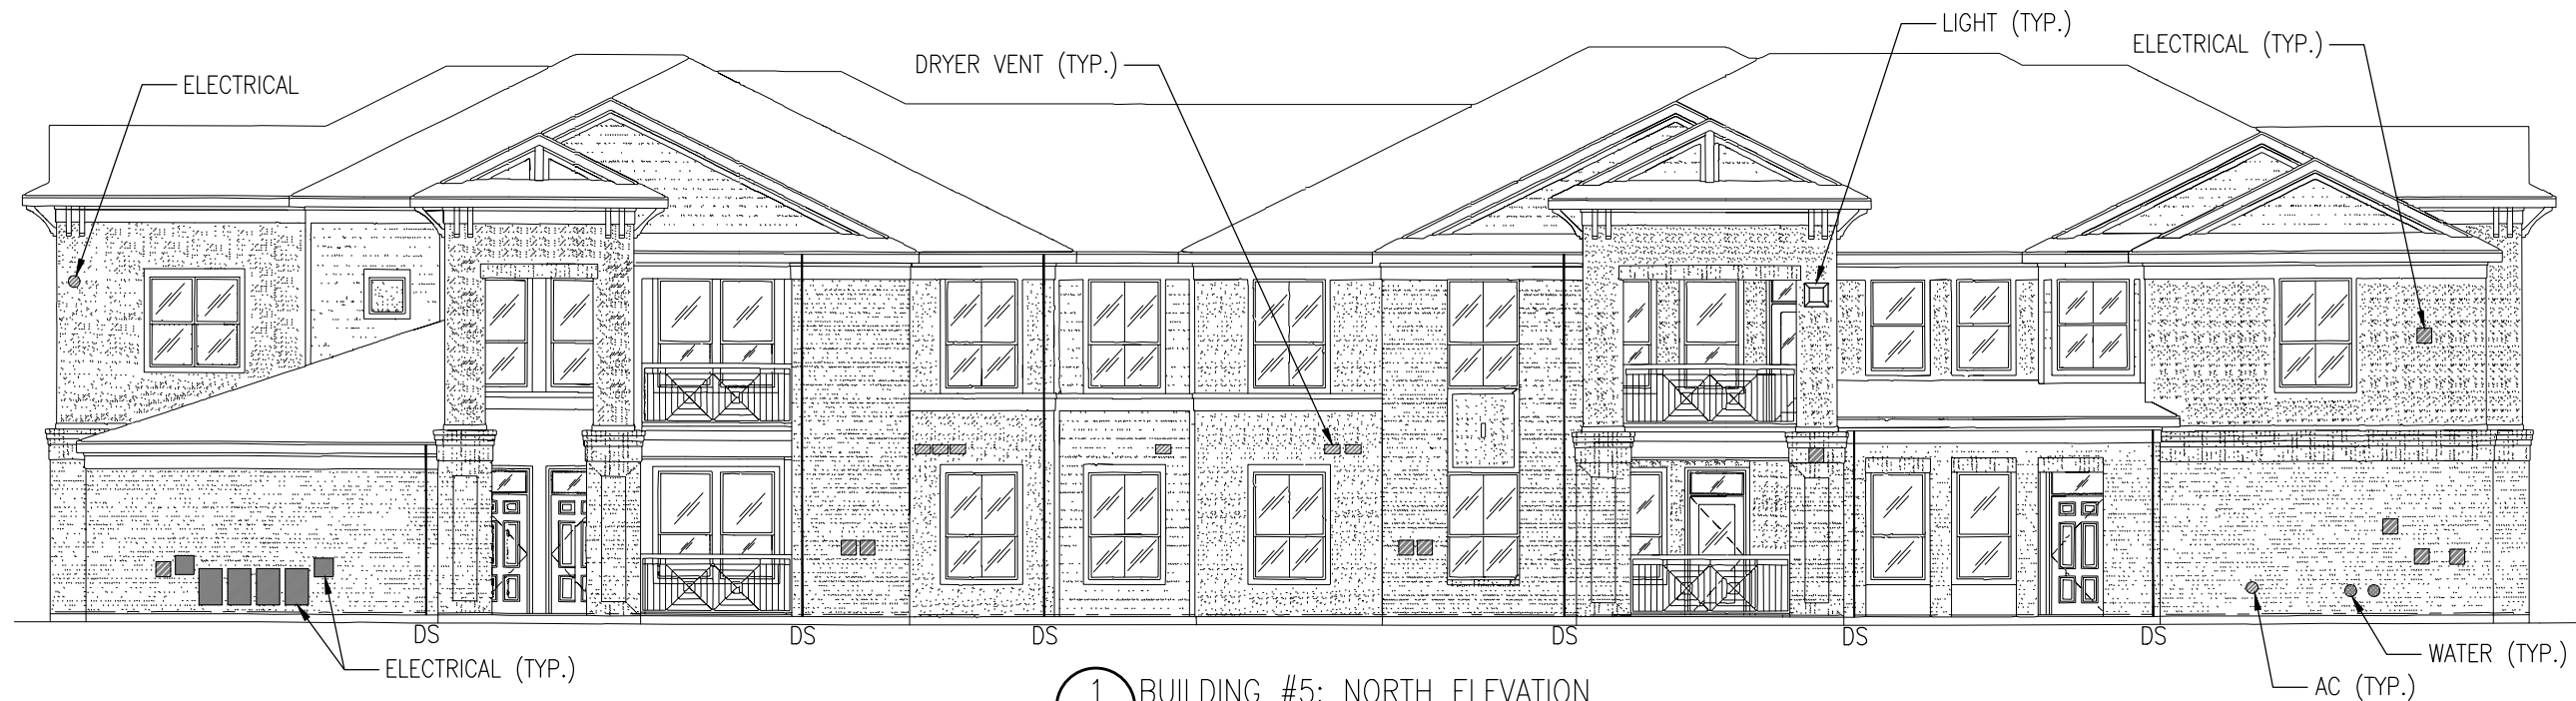 LIGHT (TYP.)
ELECTRICAL (TYP.)
DRYER VENT (TYP.)
ELECTRICAL
DS
DS
DS
DS
DS
DS
ELECTRICAL (TYP.)
WATER (TYP.)
AC (TYP.)
1
BUILDING #5: NORTH ELEVATION